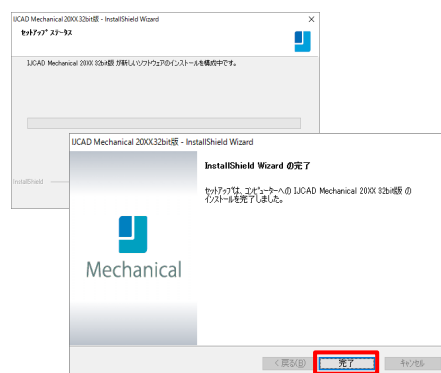 IJCAD Mechanical 20XX 32bit版 - InstallShield Wizard
セットアップ ステータス
IJCAD Mechanical 20XX 32bit版 が新しいソフトウェアのインストールを構成中です。
InstallShield
IJCAD Mechanical 20XX32bit版 - InstallShield Wizard
InstallShield Wizard の完了
セットアップは、コンピューターへの IJCAD Mechanical 20XX 32bit版 の
インストールを完了しました。
Mechanical
< 戻る(B)
完了
キャンセル